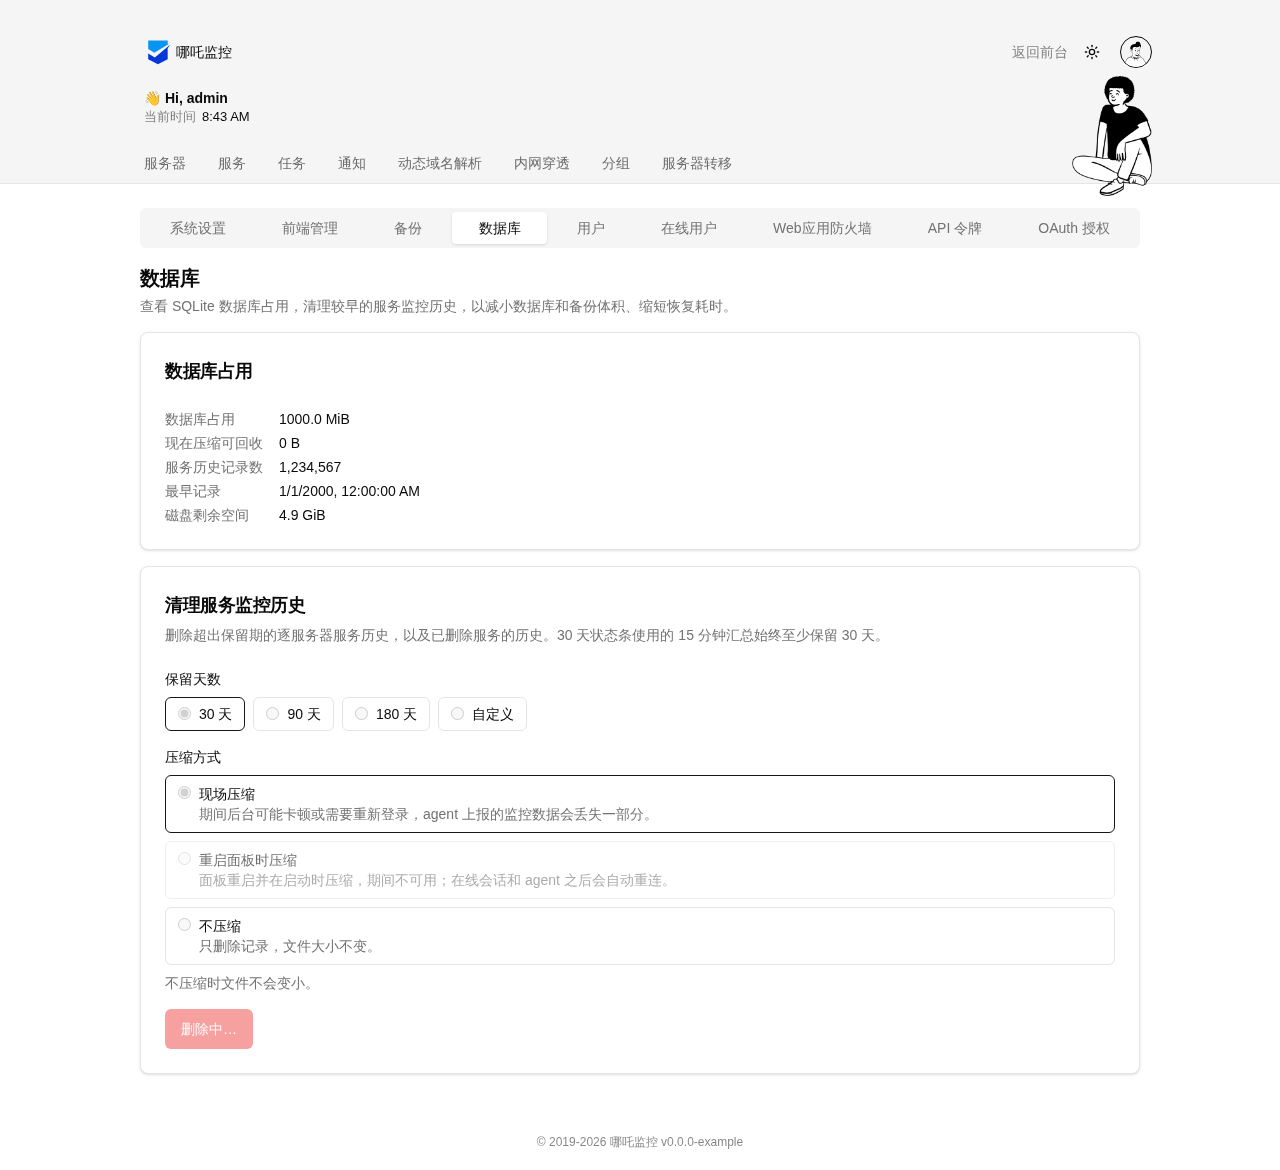 哪吒监控
返回前台
👋 Hi, admin
当前时间 8:43 AM
服务器 服务 任务 通知 动态域名解析 内网穿透 分组 服务器转移
系统设置 前端管理 备份 数据库 用户 在线用户 Web应用防火墙 API 令牌 OAuth 授权
数据库
查看 SQLite 数据库占用，清理较早的服务监控历史，以减小数据库和备份体积、缩短恢复耗时。
数据库占用
数据库占用 1000.0 MiB
现在压缩可回收 0 B
服务历史记录数 1,234,567
最早记录 1/1/2000, 12:00:00 AM
磁盘剩余空间 4.9 GiB
清理服务监控历史
删除超出保留期的逐服务器服务历史，以及已删除服务的历史。30 天状态条使用的 15 分钟汇总始终至少保留 30 天。
保留天数
30 天 90 天 180 天 自定义
压缩方式
现场压缩
期间后台可能卡顿或需要重新登录，agent 上报的监控数据会丢失一部分。
重启面板时压缩
面板重启并在启动时压缩，期间不可用；在线会话和 agent 之后会自动重连。
不压缩
只删除记录，文件大小不变。
不压缩时文件不会变小。
删除中…
© 2019-2026 哪吒监控 v0.0.0-example